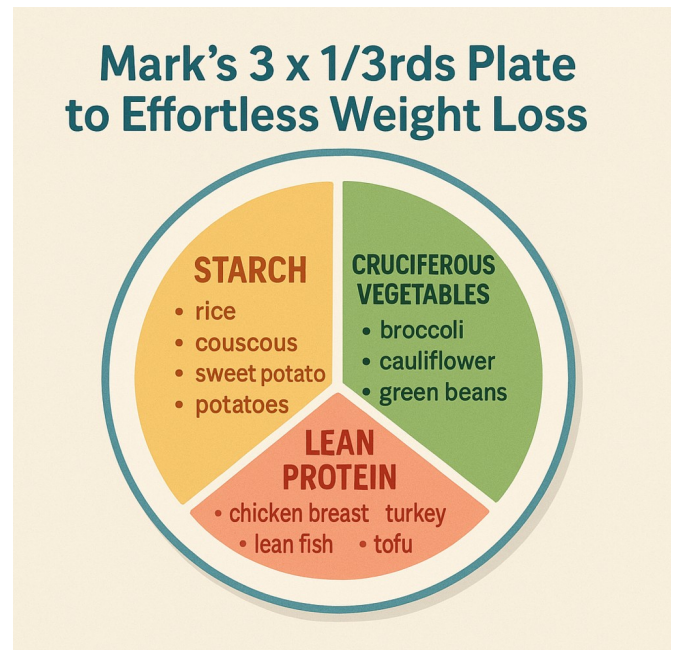 Mark's 3 x 1/3rds Plate
to Effortless Weight Loss
STARCH
• rice
• couscous
• sweet potato
• potatoes
CRUCIFEROUS
VEGETABLES
• broccoli
• cauliflower
• green beans
LEAN
PROTEIN
• chicken breast turkey
• lean fish • tofu